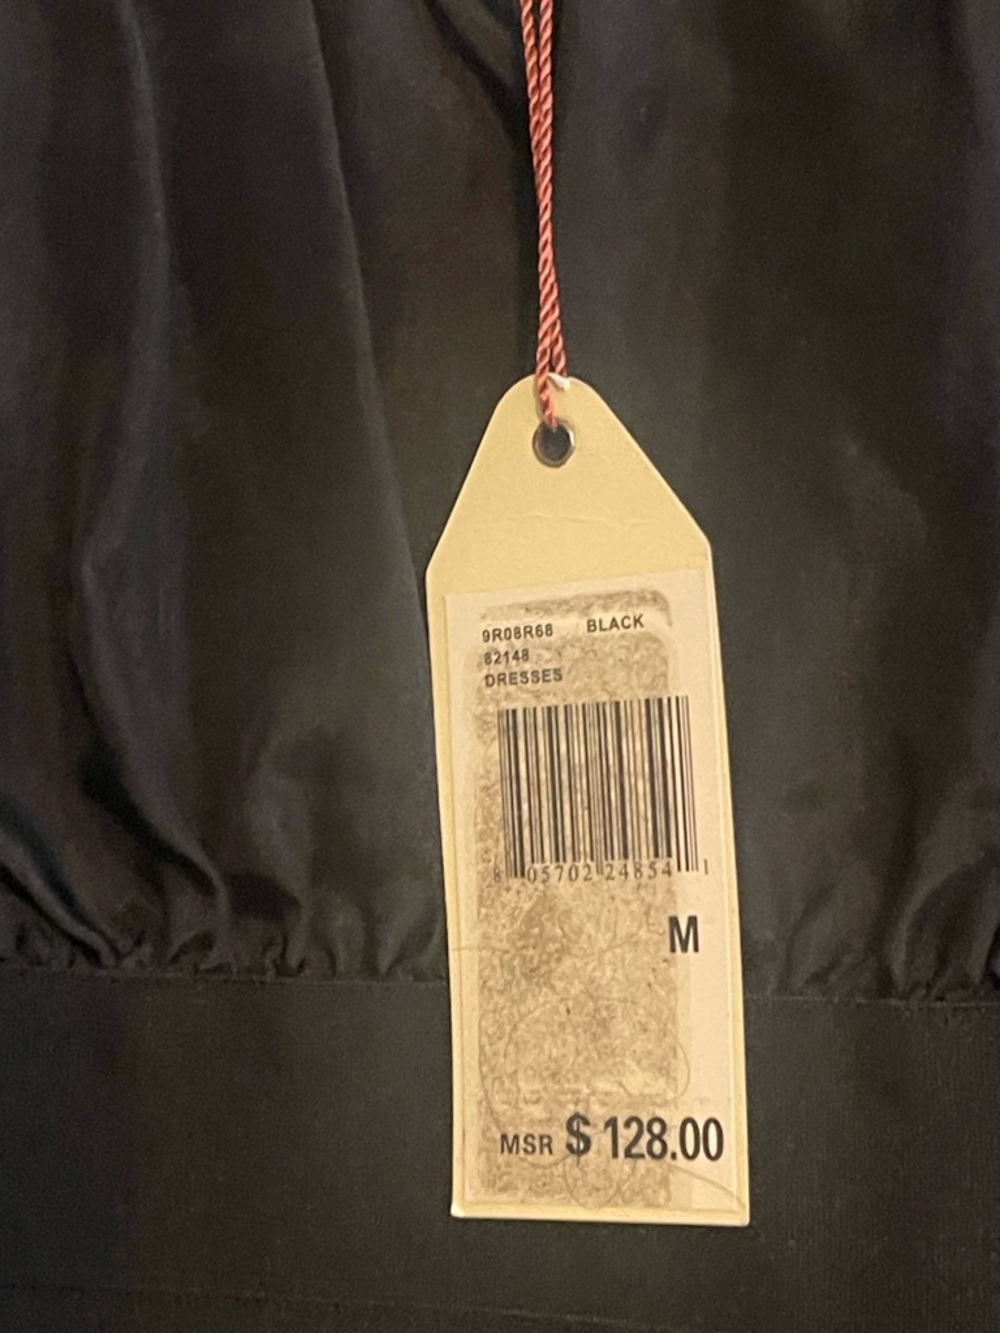 9R08R68 BLACK
82148
DRESSES
8 05702 24854 1
M
MSR $ 128.00